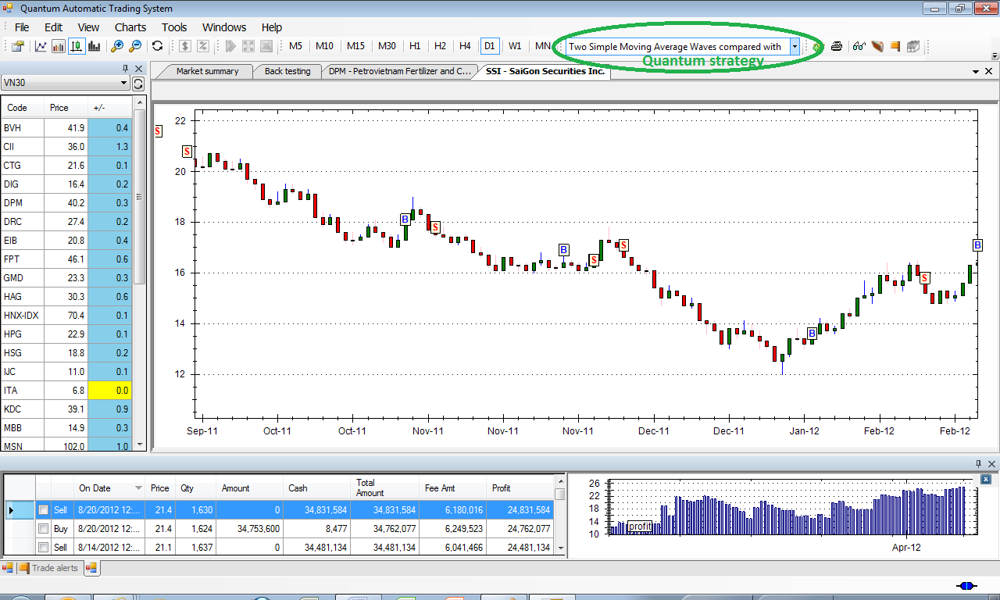 Quantum Automatic Trading System
File Edit View Charts Tools Windows Help
M5 M10 M15 M30 H1 H2 H4 D1 W1 MN Two Simple Moving Average Waves compared with
Quantum strategy
VN30
Market summary Back testing DPM - Petrovietnam Fertilizer and C... SSI - SaiGon Securities Inc.
Code Price +/-
BVH 41.9 0.4
CII 36.0 1.3
CTG 21.6 0.1
DIG 16.4 0.2
DPM 40.2 0.3
DRC 27.4 0.2
EIB 20.8 0.4
FPT 46.1 0.6
GMD 23.3 0.3
HAG 30.3 0.6
HNX-IDX 70.4 0.1
HPG 22.9 0.1
HSG 18.8 0.2
IJC 11.0 0.1
ITA 6.8 0.0
KDC 39.1 0.9
MBB 14.9 0.3
MSN 102.0 1.0
22
20
18
16
14
12
S
S
B
S
B
S
S
B
S
B
Sep-11 Oct-11 Oct-11 Nov-11 Nov-11 Nov-11 Dec-11 Dec-11 Jan-12 Feb-12 Feb-12
On Date Price Qty Amount Cash Total Amount Fee Amt Profit
Sell 8/20/2012 12:... 21.4 1,630 0 34,831,584 34,831,584 6,180,016 24,831,584
Buy 8/20/2012 12:... 21.4 1,624 34,753,600 8,477 34,762,077 6,249,523 24,762,077
Sell 8/14/2012 12:... 21.1 1,637 0 34,481,134 34,481,134 6,041,466 24,481,134
26
22
18
14
10
profit
Apr-12
Trade alerts